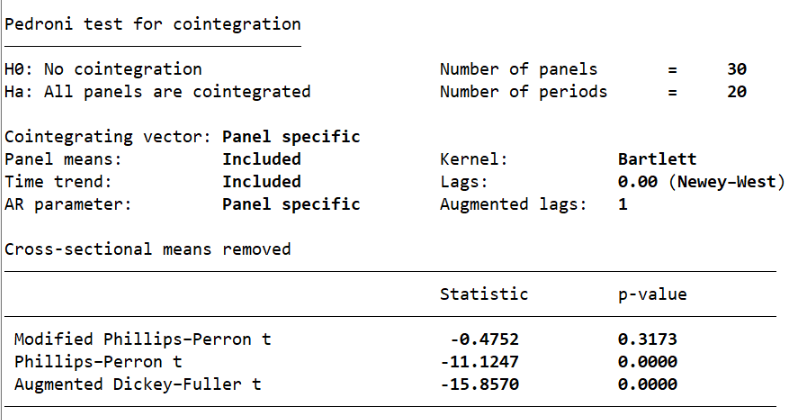 Pedroni test for cointegration
H0: No cointegration Number of panels = 30
Ha: All panels are cointegrated Number of periods = 20
Cointegrating vector: Panel specific
Panel means: Included Kernel: Bartlett
Time trend: Included Lags: 0.00 (Newey–West)
AR parameter: Panel specific Augmented lags: 1
Cross-sectional means removed
Statistic p-value
Modified Phillips–Perron t -0.4752 0.3173
Phillips–Perron t -11.1247 0.0000
Augmented Dickey–Fuller t -15.8570 0.0000